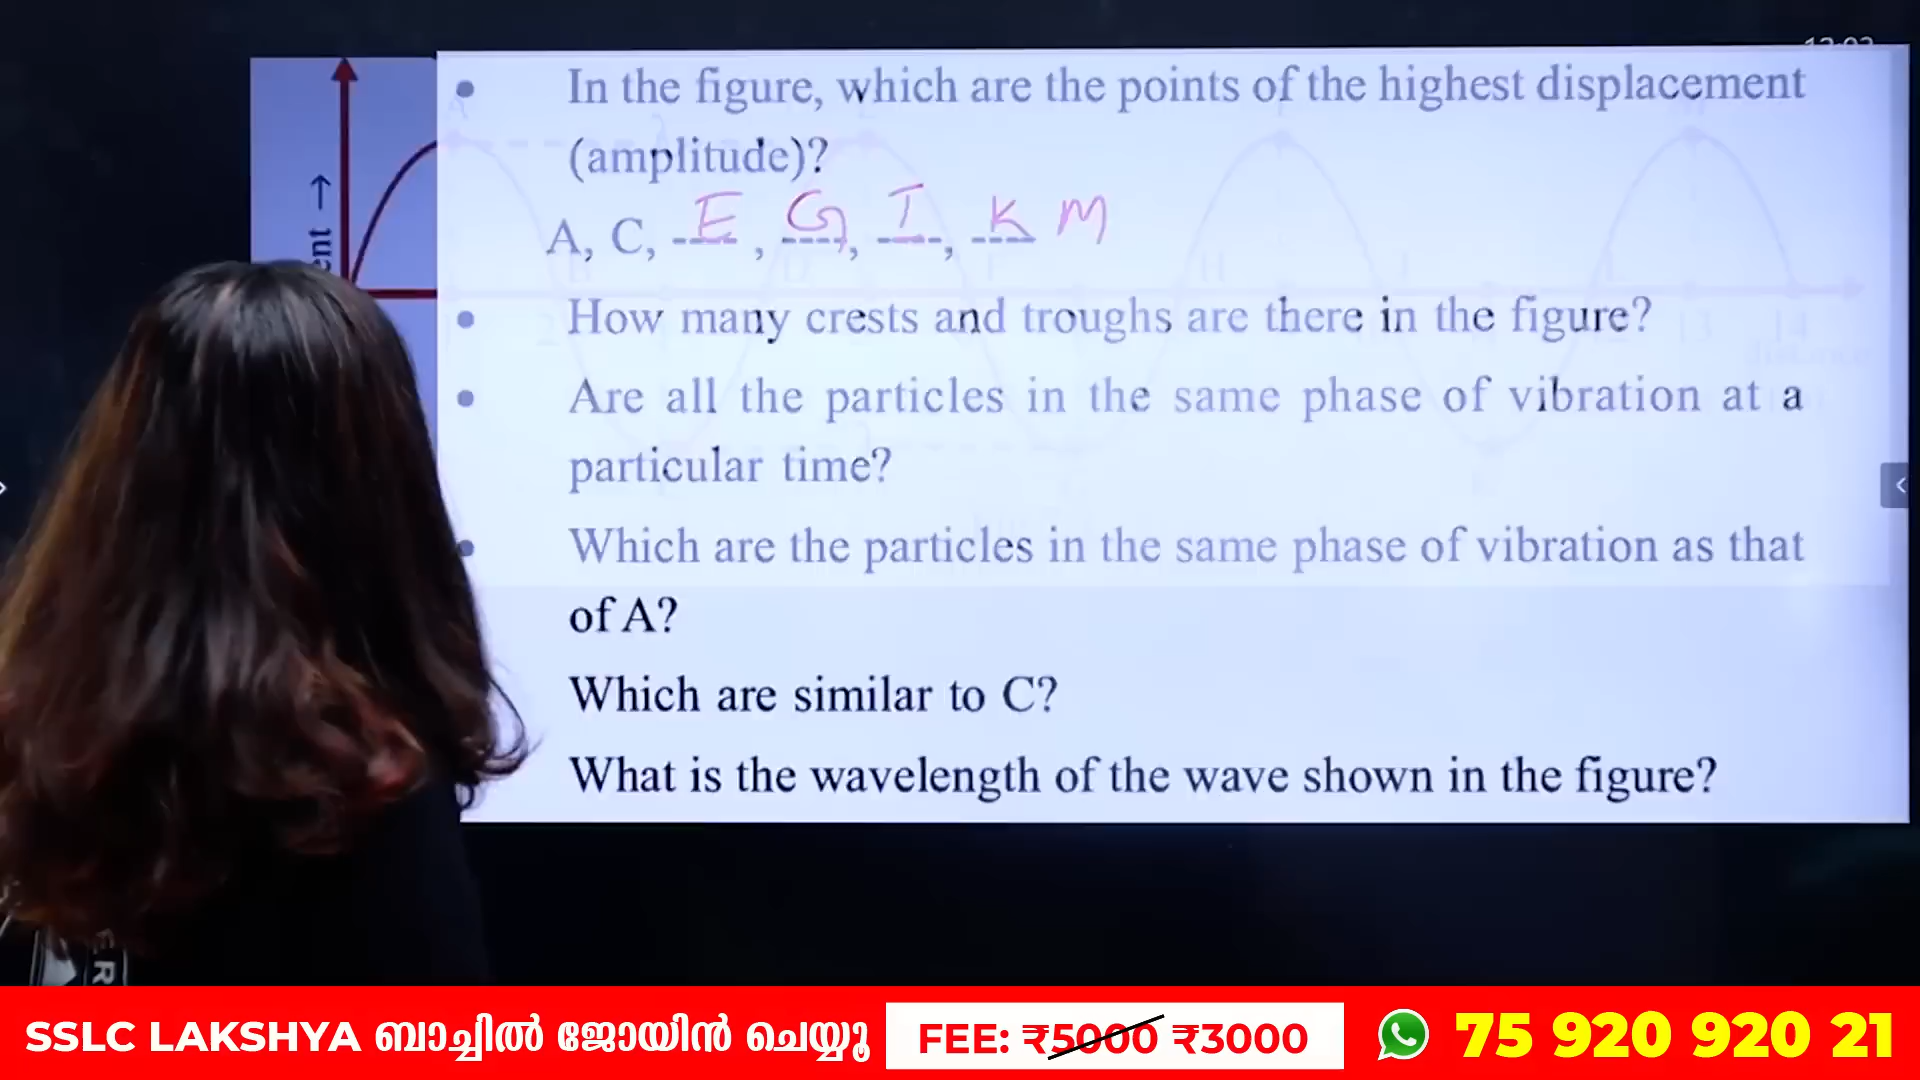 • In the figure, which are the points of the highest displacement
(amplitude)?
A, C, E, G, I, K M
• How many crests and troughs are there in the figure?
• Are all the particles in the same phase of vibration at a
particular time?
• Which are the particles in the same phase of vibration as that
of A?
Which are similar to C?
What is the wavelength of the wave shown in the figure?
SSLC LAKSHYA ബാച്ചിൽ ജോയിൻ ചെയ്യൂ
FEE: ₹5000 ₹3000
75 920 920 21